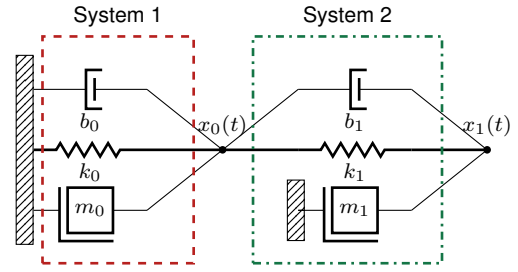 System 1
System 2
b₀
x₀(t)
b₁
x₁(t)
k₀
k₁
m₀
m₁